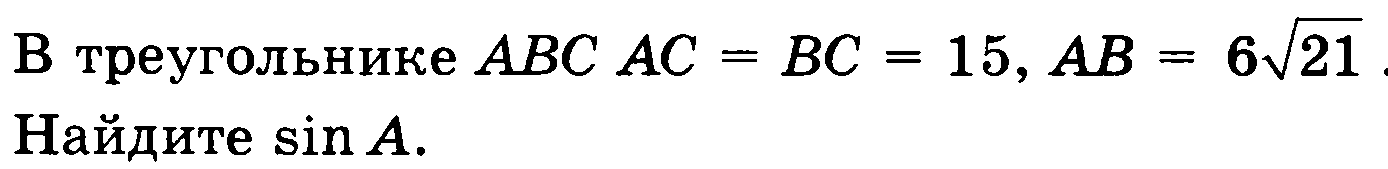 В треугольнике ABC AC = BC = 15, AB = 6√21 .
Найдите sin A.